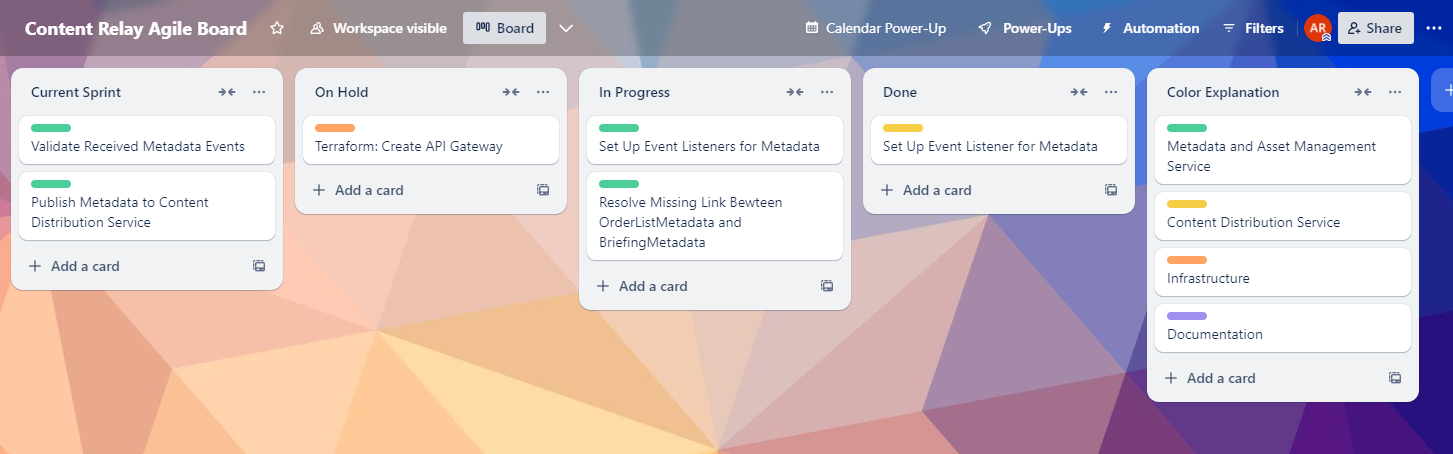 Content Relay Agile Board
Workspace visible
Board
Calendar Power-Up
Power-Ups
Automation
Filters
AR
Share
Current Sprint
Validate Received Metadata Events
Publish Metadata to Content
Distribution Service
Add a card
On Hold
Terraform: Create API Gateway
Add a card
In Progress
Set Up Event Listeners for Metadata
Resolve Missing Link Bewteen
OrderListMetadata and
BriefingMetadata
Add a card
Done
Set Up Event Listener for Metadata
Add a card
Color Explanation
Metadata and Asset Management
Service
Content Distribution Service
Infrastructure
Documentation
Add a card